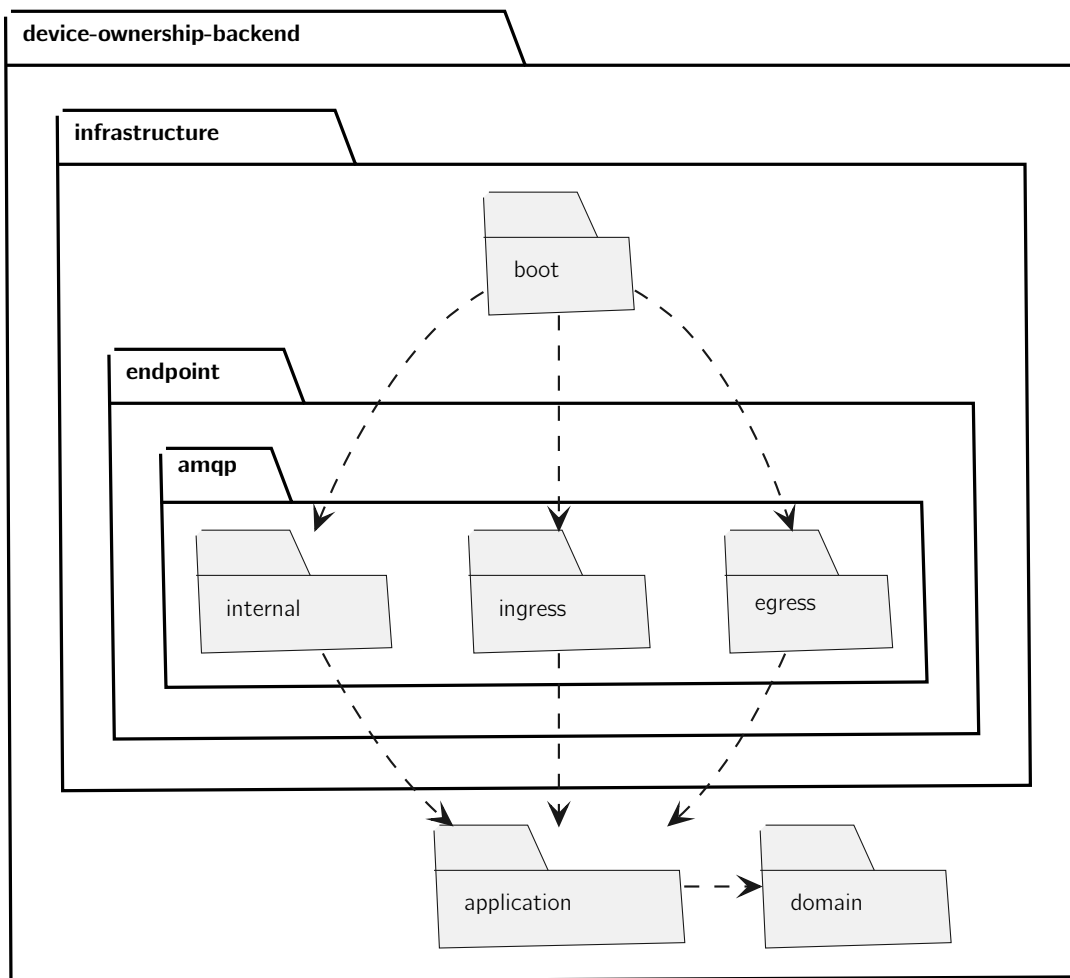 device-ownership-backend
infrastructure
boot
endpoint
amqp
internal
ingress
egress
application
domain